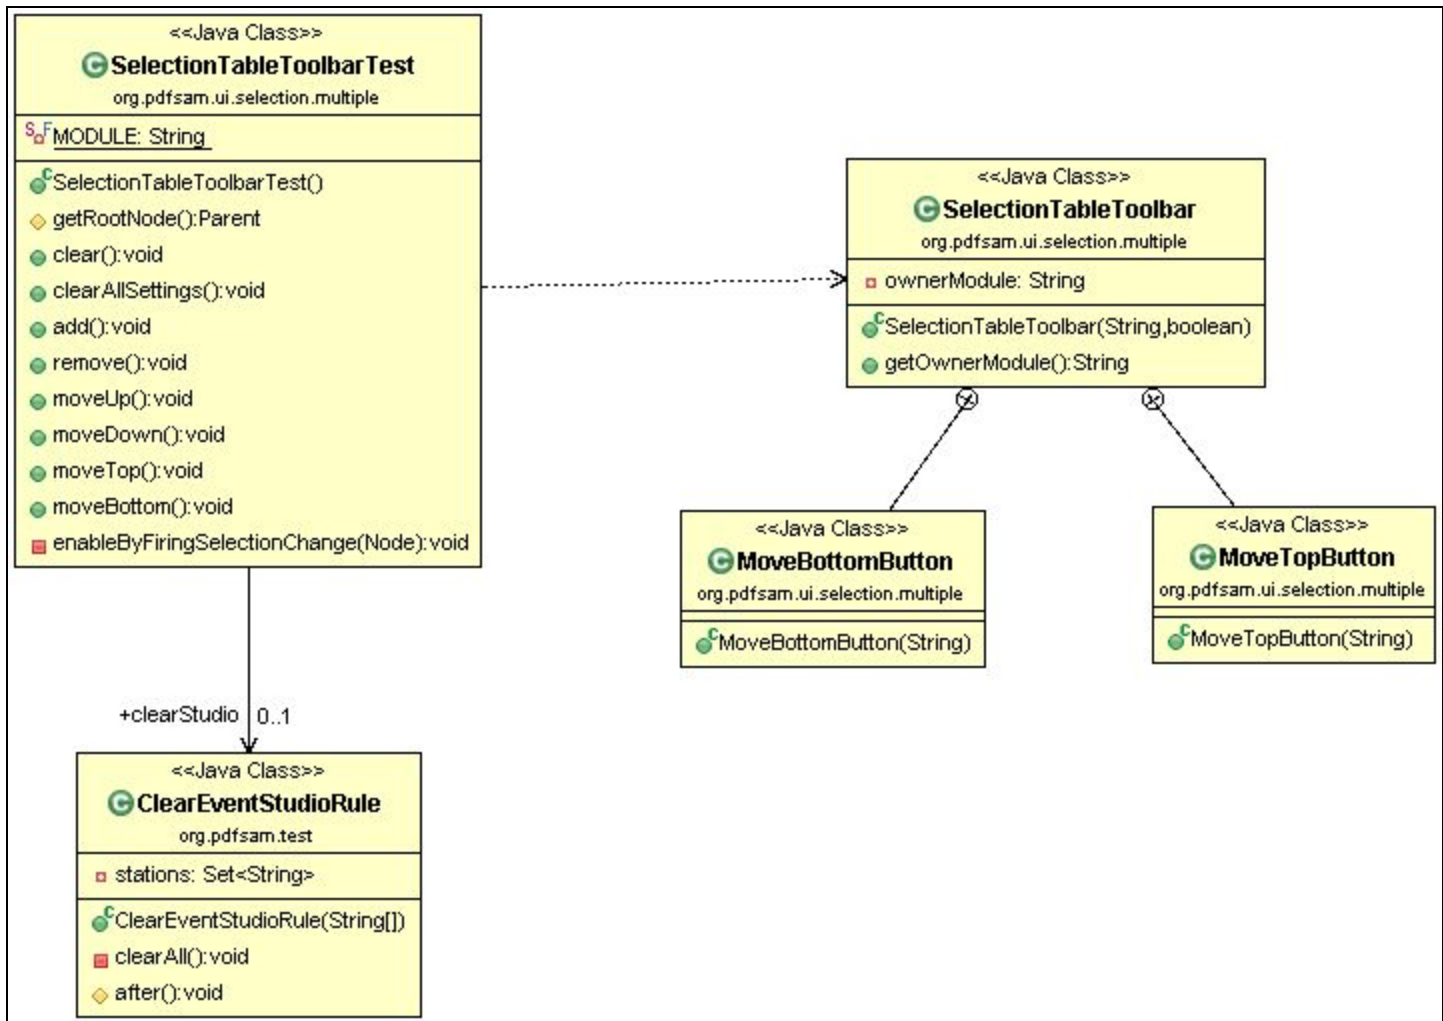 <<Java Class>>
SelectionTableToolbarTest
org.pdfsam.ui.selection.multiple
MODULE: String
SelectionTableToolbarTest()
getRootNode():Parent
clear():void
clearAllSettings():void
add():void
remove():void
moveUp():void
moveDown():void
moveTop():void
moveBottom():void
enableByFiringSelectionChange(Node):void
<<Java Class>>
SelectionTableToolbar
org.pdfsam.ui.selection.multiple
ownerModule: String
SelectionTableToolbar(String,boolean)
getOwnerModule():String
<<Java Class>>
MoveBottomButton
org.pdfsam.ui.selection.multiple
MoveBottomButton(String)
<<Java Class>>
MoveTopButton
org.pdfsam.ui.selection.multiple
MoveTopButton(String)
+clearStudio 0..1
<<Java Class>>
ClearEventStudioRule
org.pdfsam.test
stations: Set<String>
ClearEventStudioRule(String[])
clearAll():void
after():void